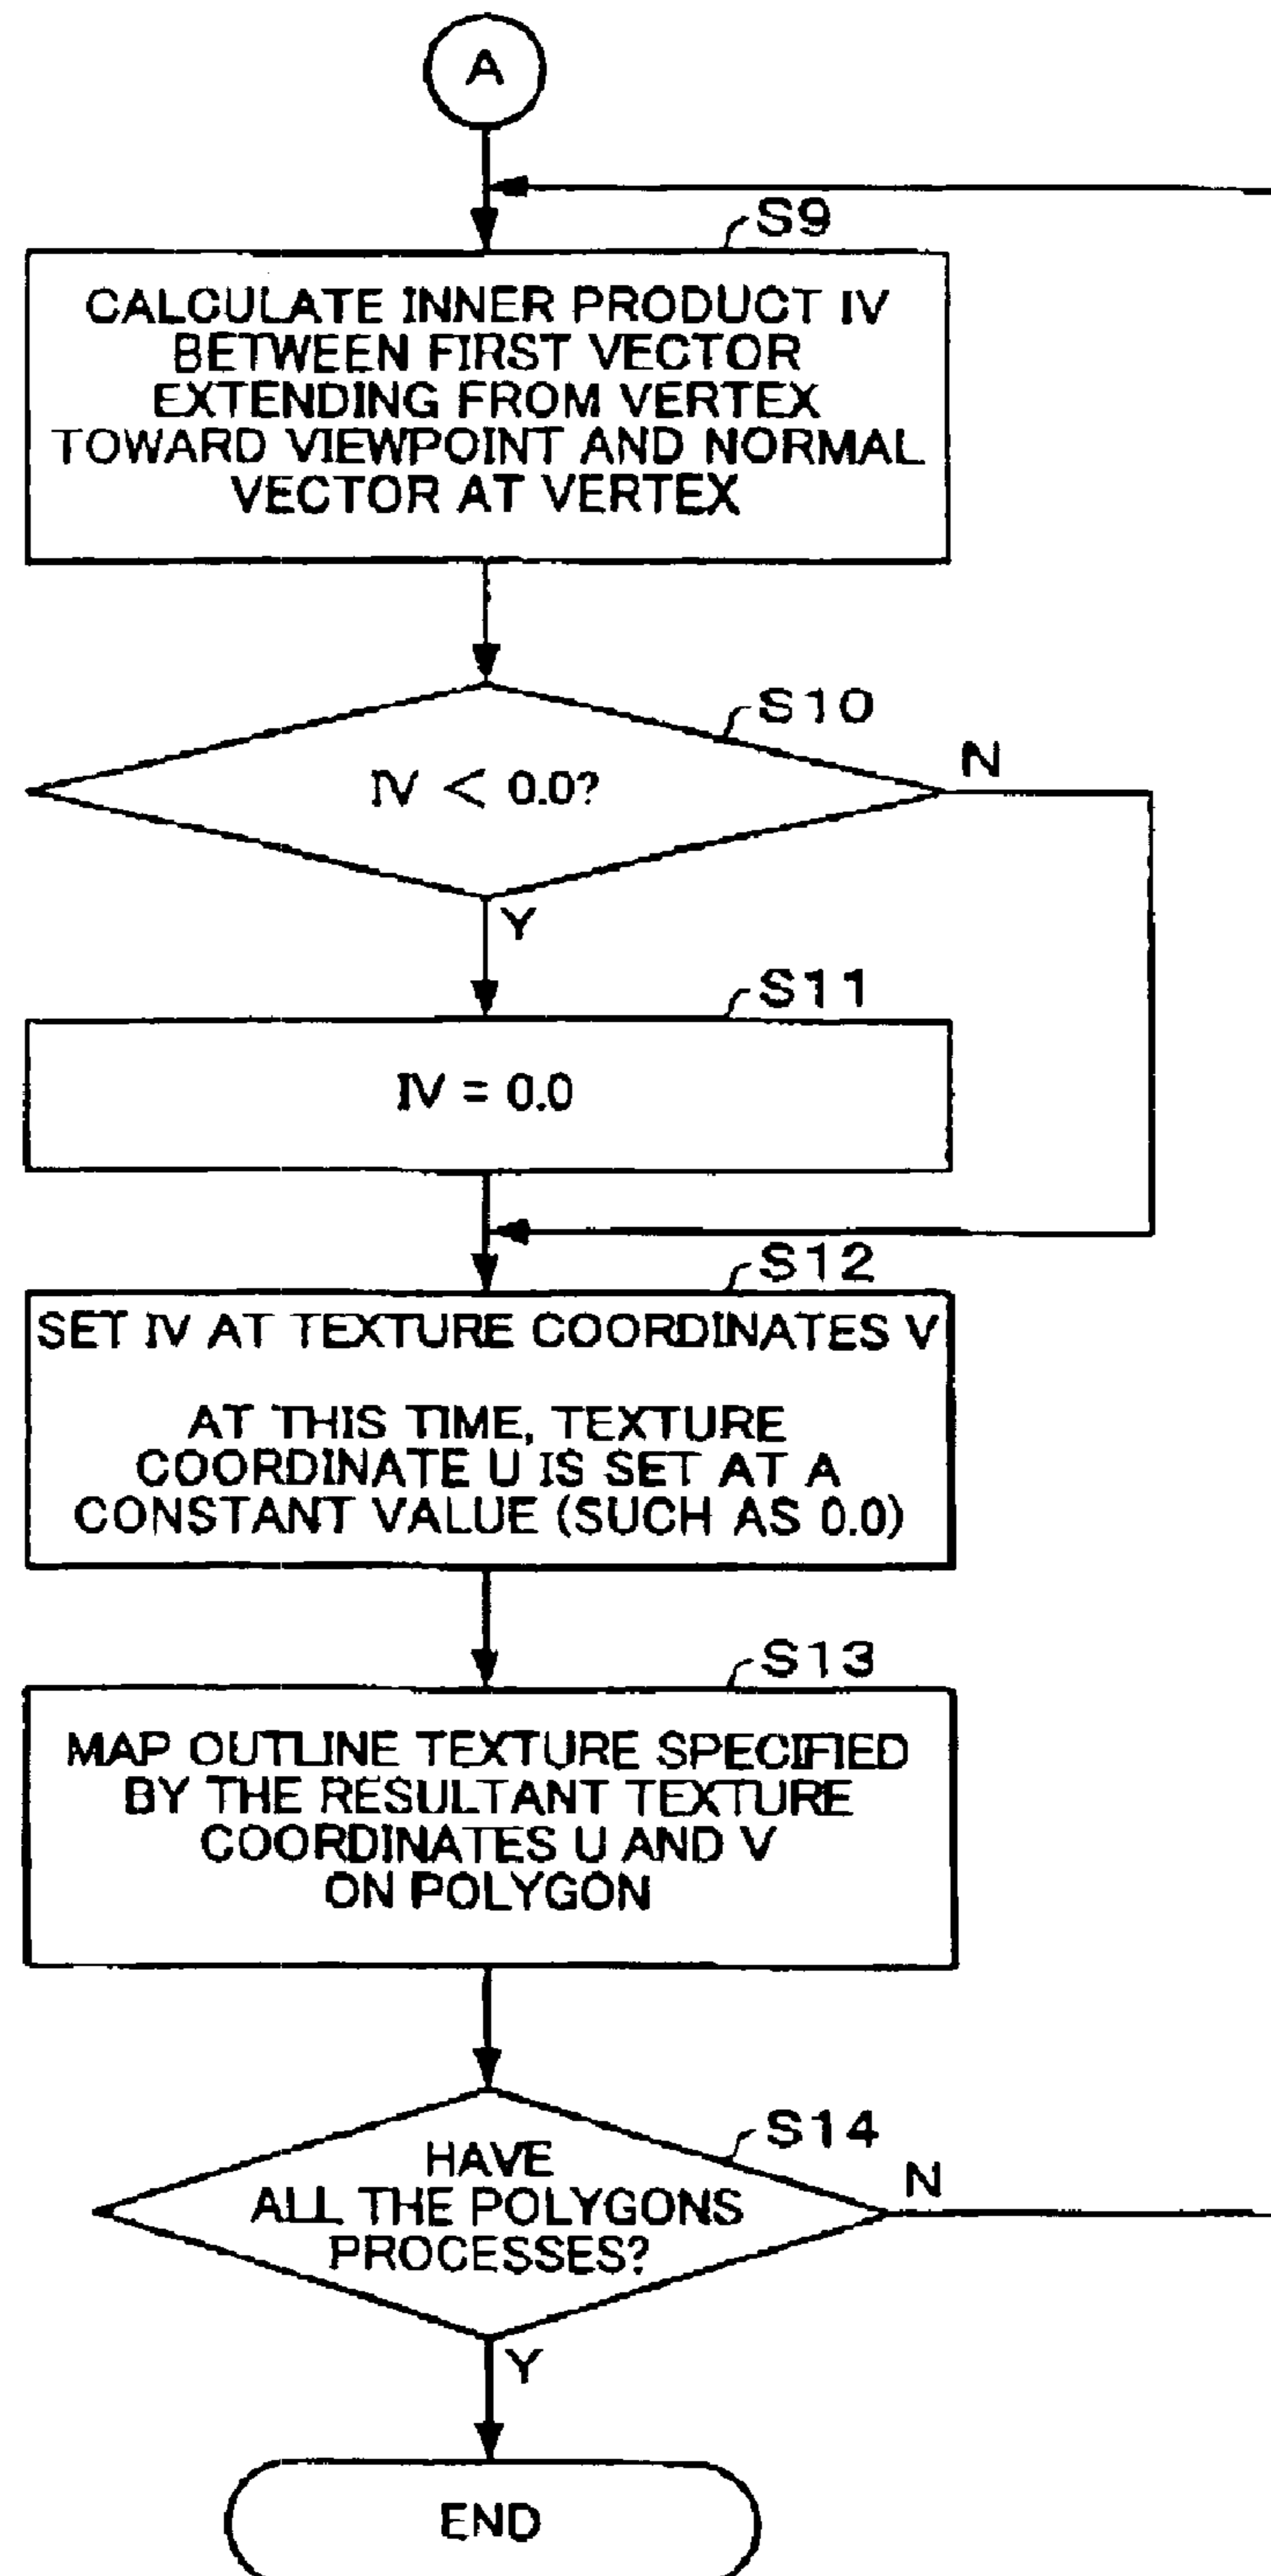 A
S9
CALCULATE INNER PRODUCT IV
BETWEEN FIRST VECTOR
EXTENDING FROM VERTEX
TOWARD VIEWPOINT AND NORMAL
VECTOR AT VERTEX
S10
IV < 0.0?
N
Y
S11
IV = 0.0
S12
SET IV AT TEXTURE COORDINATES V
AT THIS TIME, TEXTURE
COORDINATE U IS SET AT A
CONSTANT VALUE (SUCH AS 0.0)
S13
MAP OUTLINE TEXTURE SPECIFIED
BY THE RESULTANT TEXTURE
COORDINATES U AND V
ON POLYGON
S14
HAVE
ALL THE POLYGONS
PROCESSES?
N
Y
END